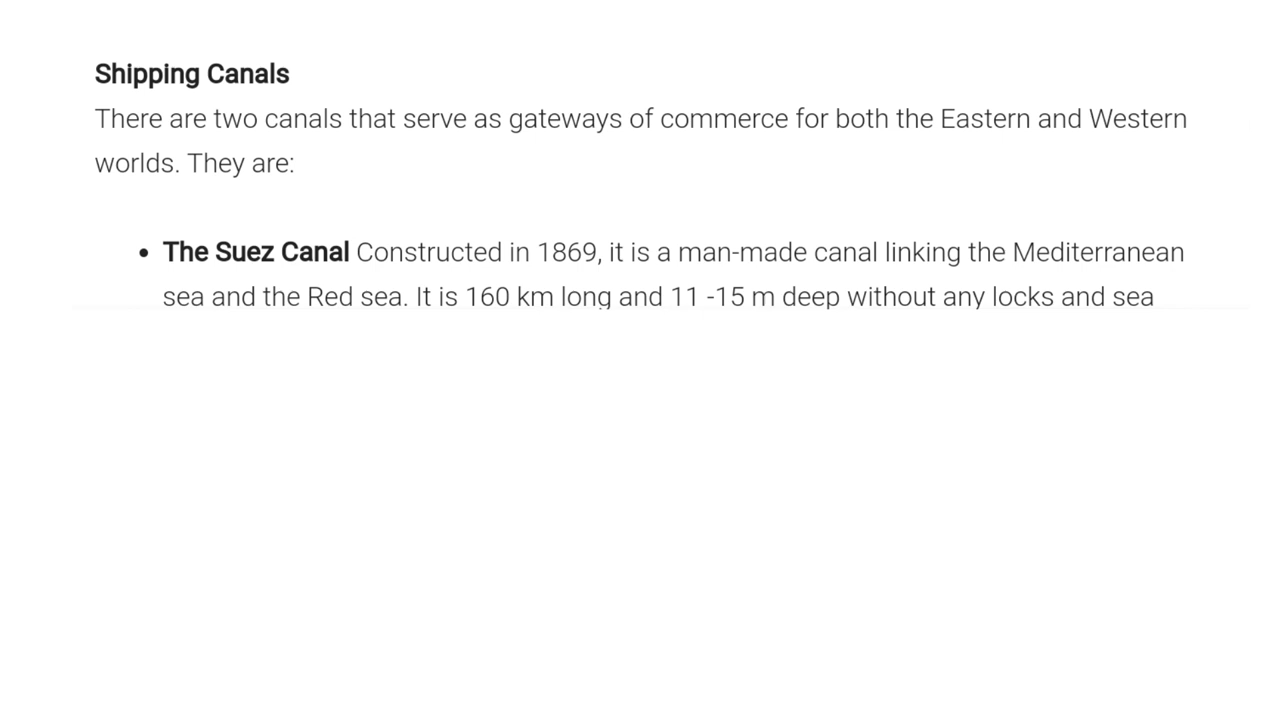 Shipping Canals
There are two canals that serve as gateways of commerce for both the Eastern and Western
worlds. They are:
• The Suez Canal Constructed in 1869, it is a man-made canal linking the Mediterranean
sea and the Red sea. It is 160 km long and 11 -15 m deep without any locks and sea